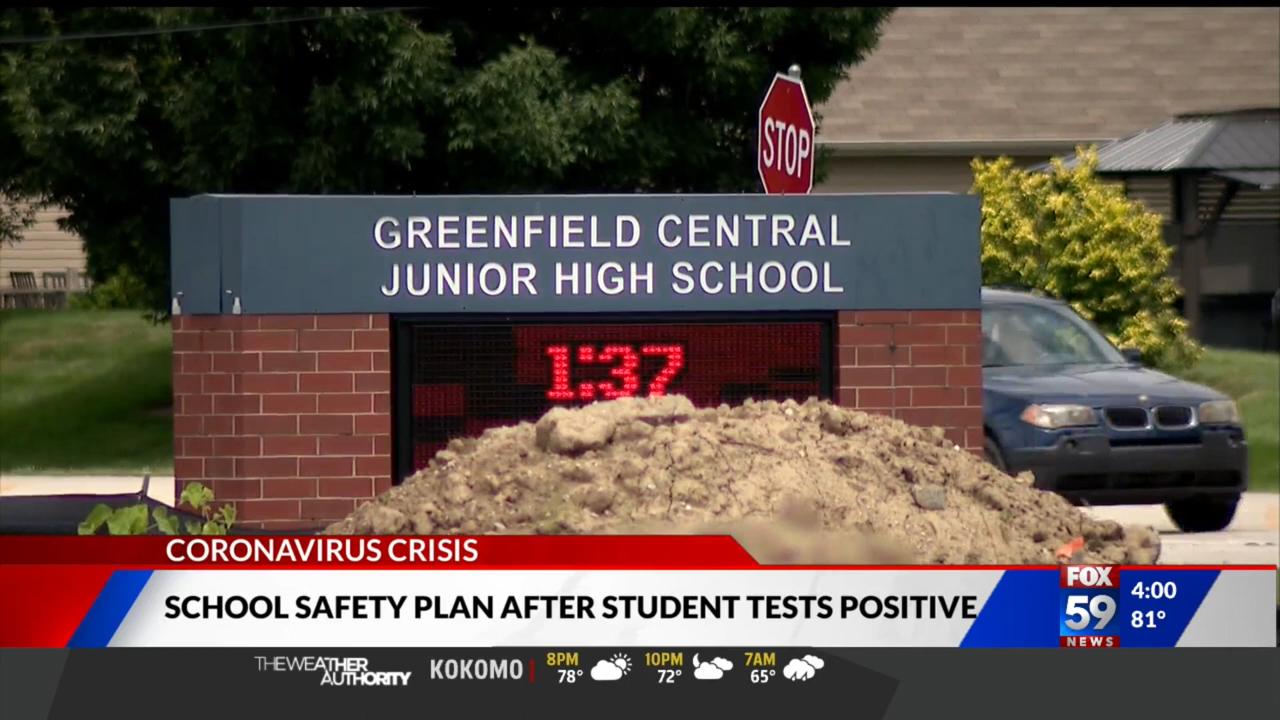 STOP
GREENFIELD CENTRAL
JUNIOR HIGH SCHOOL
1:37
CORONAVIRUS CRISIS
SCHOOL SAFETY PLAN AFTER STUDENT TESTS POSITIVE
FOX
59
NEWS
4:00
81°
THE WEATHER
AUTHORITY
KOKOMO
8PM
78°
10PM
72°
7AM
65°